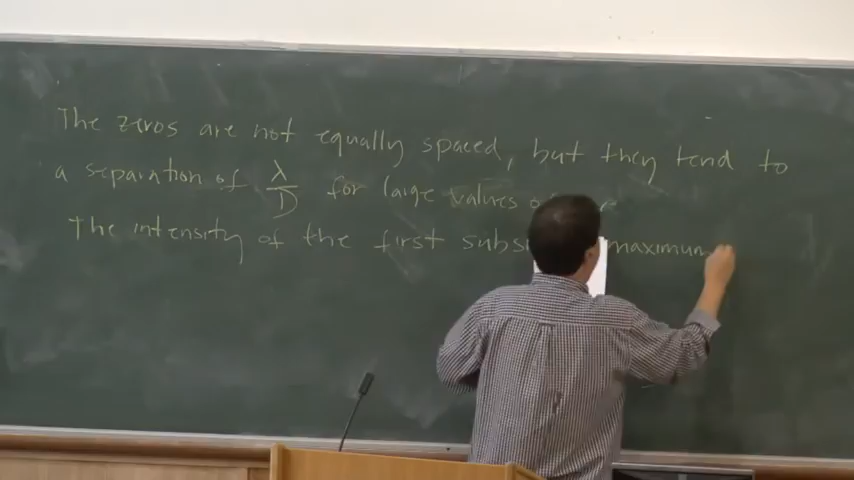 The zeros are not equally spaced, but they tend to
a separation of λ/D for large values
The intensity of the first subs maximum